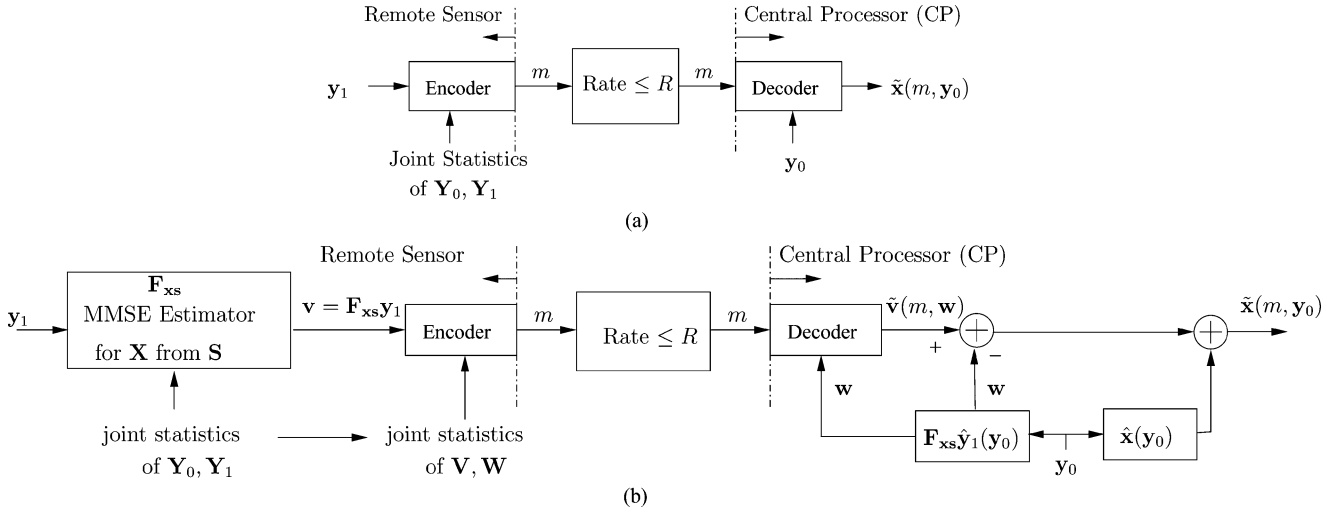 Remote Sensor
Central Processor (CP)
y₁
Encoder
m
Rate ≤ R
m
Decoder
x̃(m, y₀)
Joint Statistics
of Y₀, Y₁
y₀
(a)
Remote Sensor
Central Processor (CP)
y₁
Fₓₛ
MMSE Estimator
for X from S
v = Fₓₛy₁
Encoder
m
Rate ≤ R
m
Decoder
ṽ(m, w)
+
+
−
+
x̃(m, y₀)
w
w
joint statistics
of Y₀, Y₁
joint statistics
of V, W
Fₓₛŷ₁(y₀)
y₀
x̂(y₀)
(b)